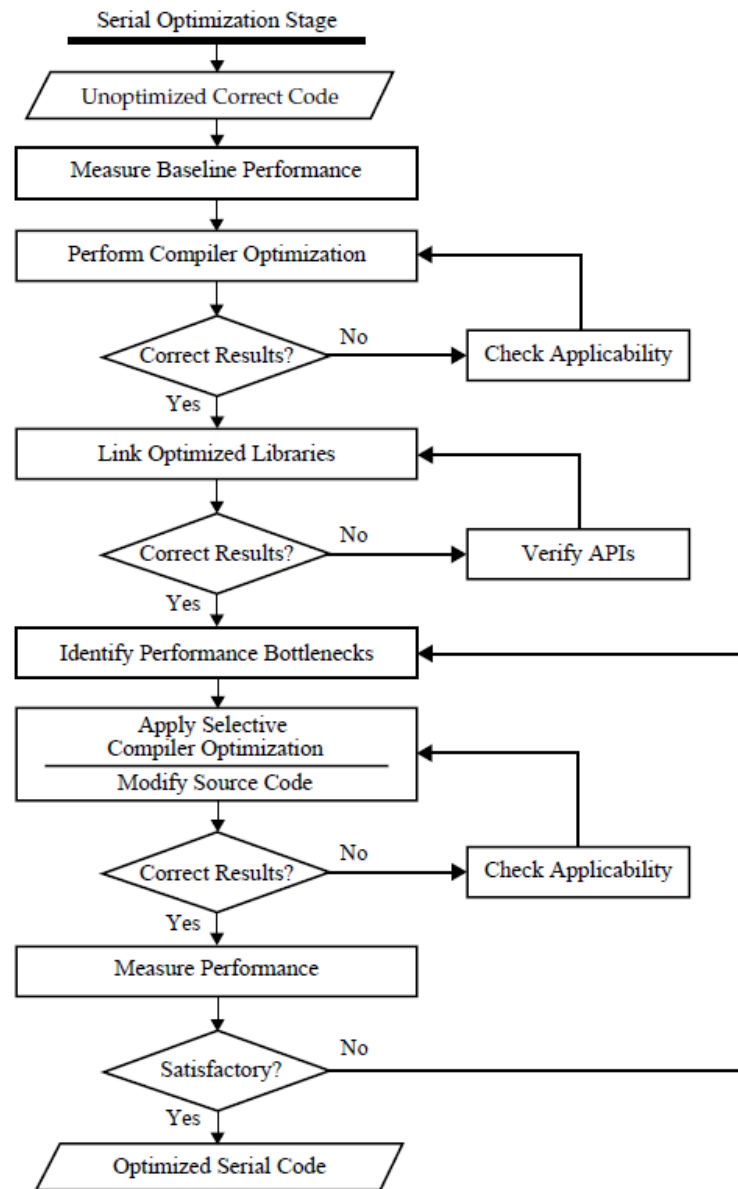 Serial Optimization Stage
Unoptimized Correct Code
Measure Baseline Performance
Perform Compiler Optimization
Correct Results?
No
Check Applicability
Yes
Link Optimized Libraries
Correct Results?
No
Verify APIs
Yes
Identify Performance Bottlenecks
Apply Selective
Compiler Optimization
Modify Source Code
Correct Results?
No
Check Applicability
Yes
Measure Performance
Satisfactory?
No
Yes
Optimized Serial Code